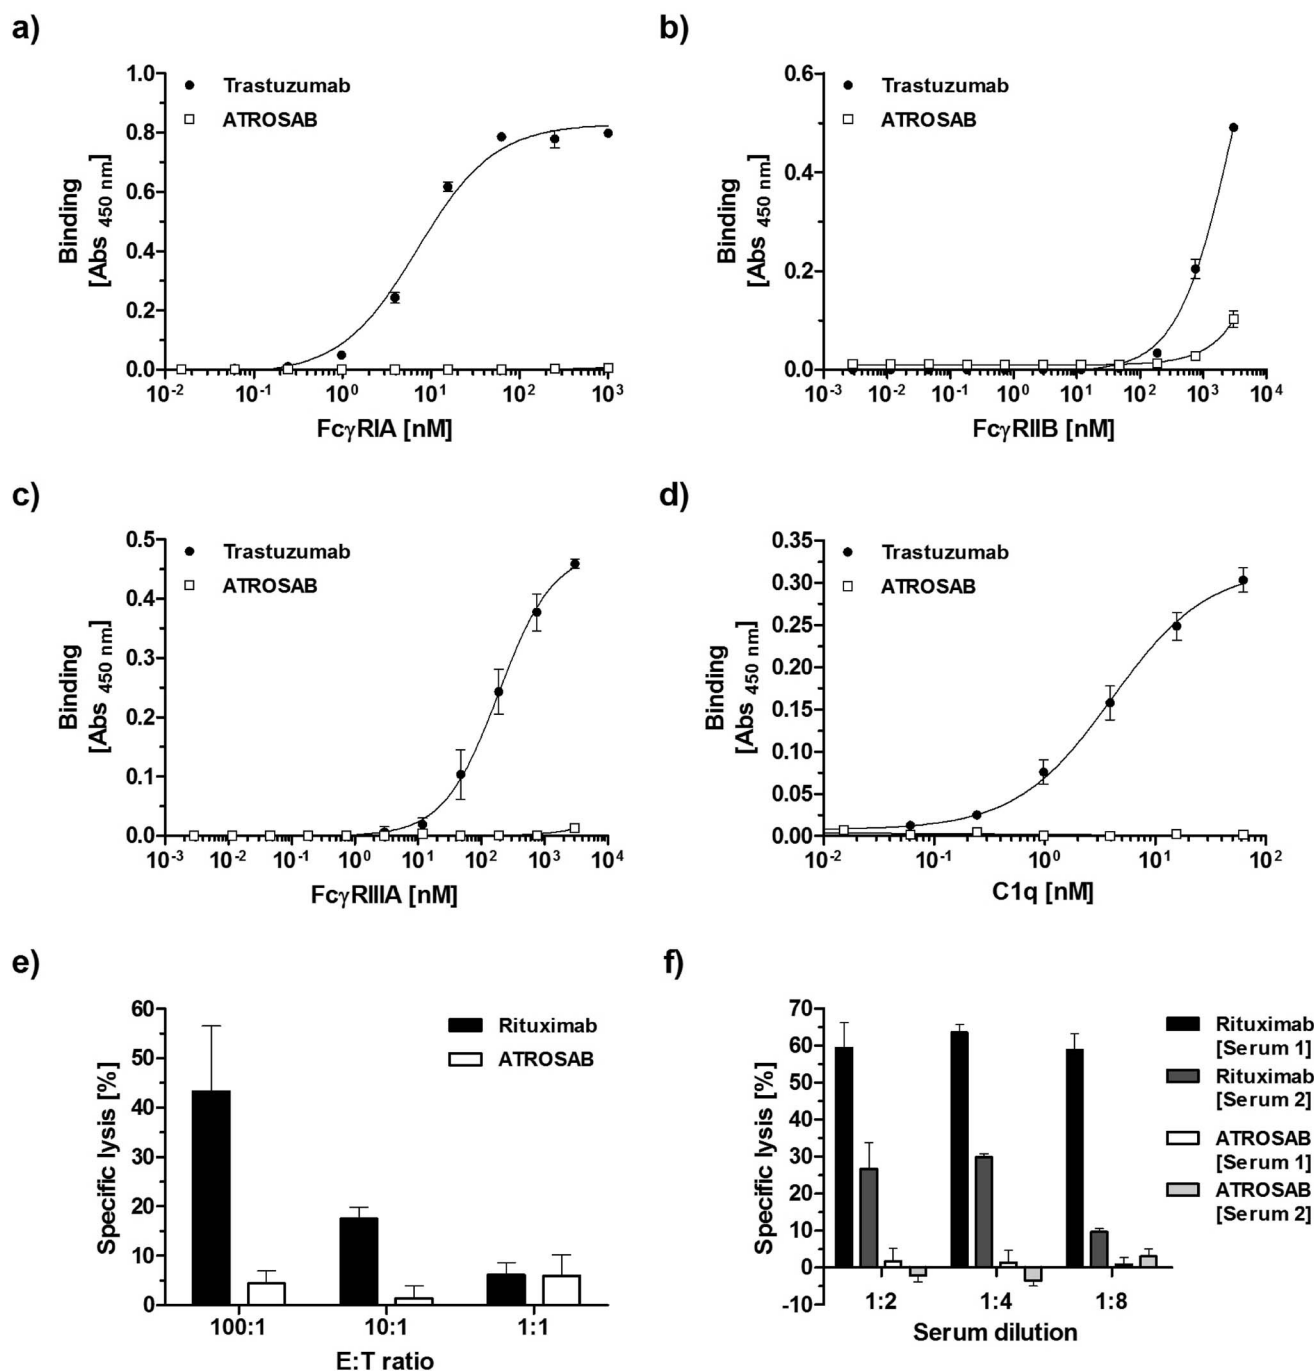 a)
Trastuzumab
ATROSAB
Binding
[Abs 450 nm]
1.0
0.8
0.6
0.4
0.2
0.0
10-2
10-1
100
101
102
103
FcγRIA [nM]
b)
Trastuzumab
ATROSAB
Binding
[Abs 450 nm]
0.6
0.4
0.2
0.0
10-3
10-2
10-1
100
101
102
103
104
FcγRIIB [nM]
c)
Trastuzumab
ATROSAB
Binding
[Abs 450 nm]
0.5
0.4
0.3
0.2
0.1
0.0
10-3
10-2
10-1
100
101
102
103
104
FcγRIIIA [nM]
d)
Trastuzumab
ATROSAB
Binding
[Abs 450 nm]
0.35
0.30
0.25
0.20
0.15
0.10
0.05
0.00
10-2
10-1
100
101
102
C1q [nM]
e)
Rituximab
ATROSAB
Specific lysis [%]
60
50
40
30
20
10
0
100:1
10:1
1:1
E:T ratio
f)
Rituximab
[Serum 1]
Rituximab
[Serum 2]
ATROSAB
[Serum 1]
ATROSAB
[Serum 2]
Specific lysis [%]
70
60
50
40
30
20
10
0
-10
1:2
1:4
1:8
Serum dilution